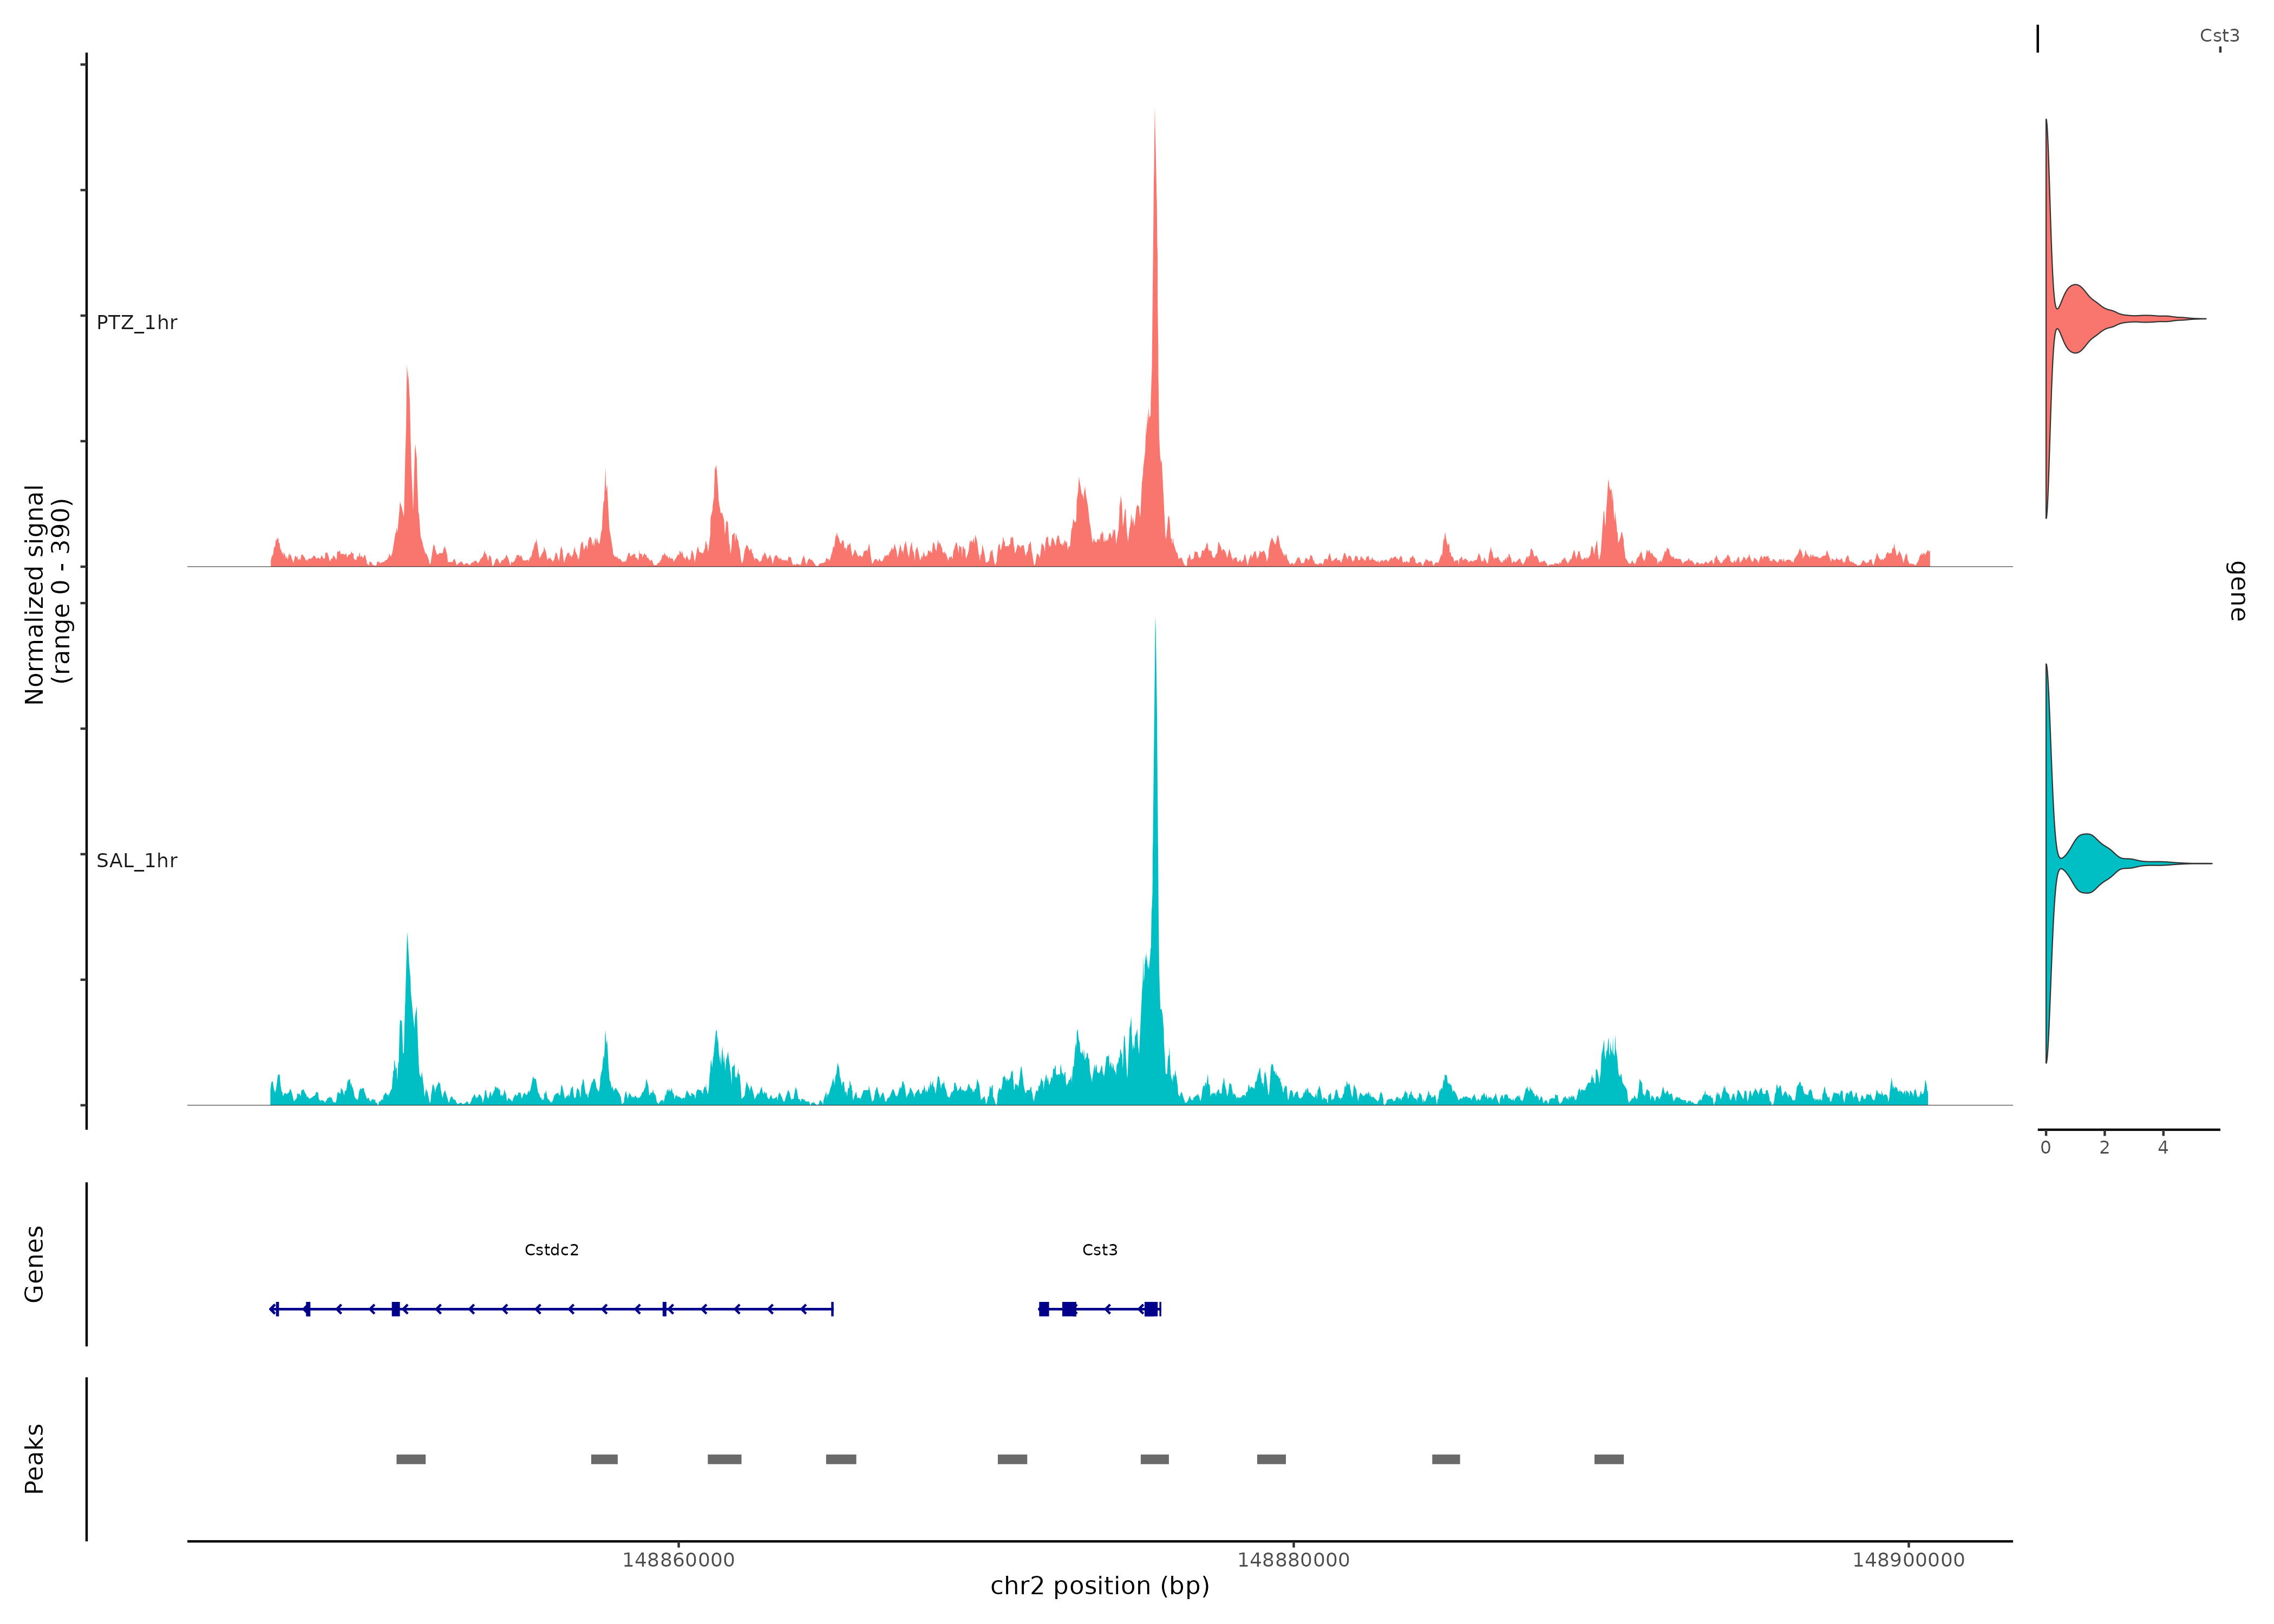 Cst3
Normalized signal
(range 0 - 390)
PTZ_1hr
SAL_1hr
gene
0 2 4
Genes
Cstdc2 Cst3
Peaks
148860000 148880000 148900000
chr2 position (bp)